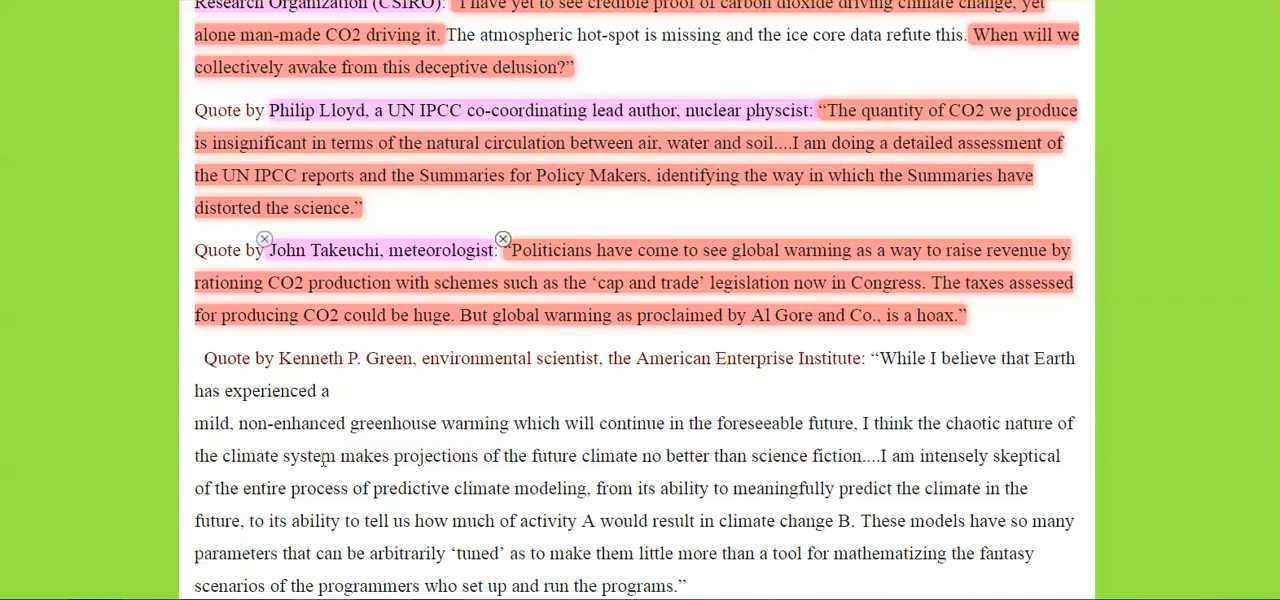 Research Organization (CSIRO): “I have yet to see credible proof of carbon dioxide driving climate change, yet
alone man-made CO2 driving it. The atmospheric hot-spot is missing and the ice core data refute this. When will we
collectively awake from this deceptive delusion?”
Quote by Philip Lloyd, a UN IPCC co-coordinating lead author, nuclear physcist: “The quantity of CO2 we produce
is insignificant in terms of the natural circulation between air, water and soil....I am doing a detailed assessment of
the UN IPCC reports and the Summaries for Policy Makers, identifying the way in which the Summaries have
distorted the science.”
Quote by John Takeuchi, meteorologist: “Politicians have come to see global warming as a way to raise revenue by
rationing CO2 production with schemes such as the ‘cap and trade’ legislation now in Congress. The taxes assessed
for producing CO2 could be huge. But global warming as proclaimed by Al Gore and Co., is a hoax.”
Quote by Kenneth P. Green, environmental scientist, the American Enterprise Institute: “While I believe that Earth
has experienced a
mild, non-enhanced greenhouse warming which will continue in the foreseeable future, I think the chaotic nature of
the climate system makes projections of the future climate no better than science fiction....I am intensely skeptical
of the entire process of predictive climate modeling, from its ability to meaningfully predict the climate in the
future, to its ability to tell us how much of activity A would result in climate change B. These models have so many
parameters that can be arbitrarily ‘tuned’ as to make them little more than a tool for mathematizing the fantasy
scenarios of the programmers who set up and run the programs.”